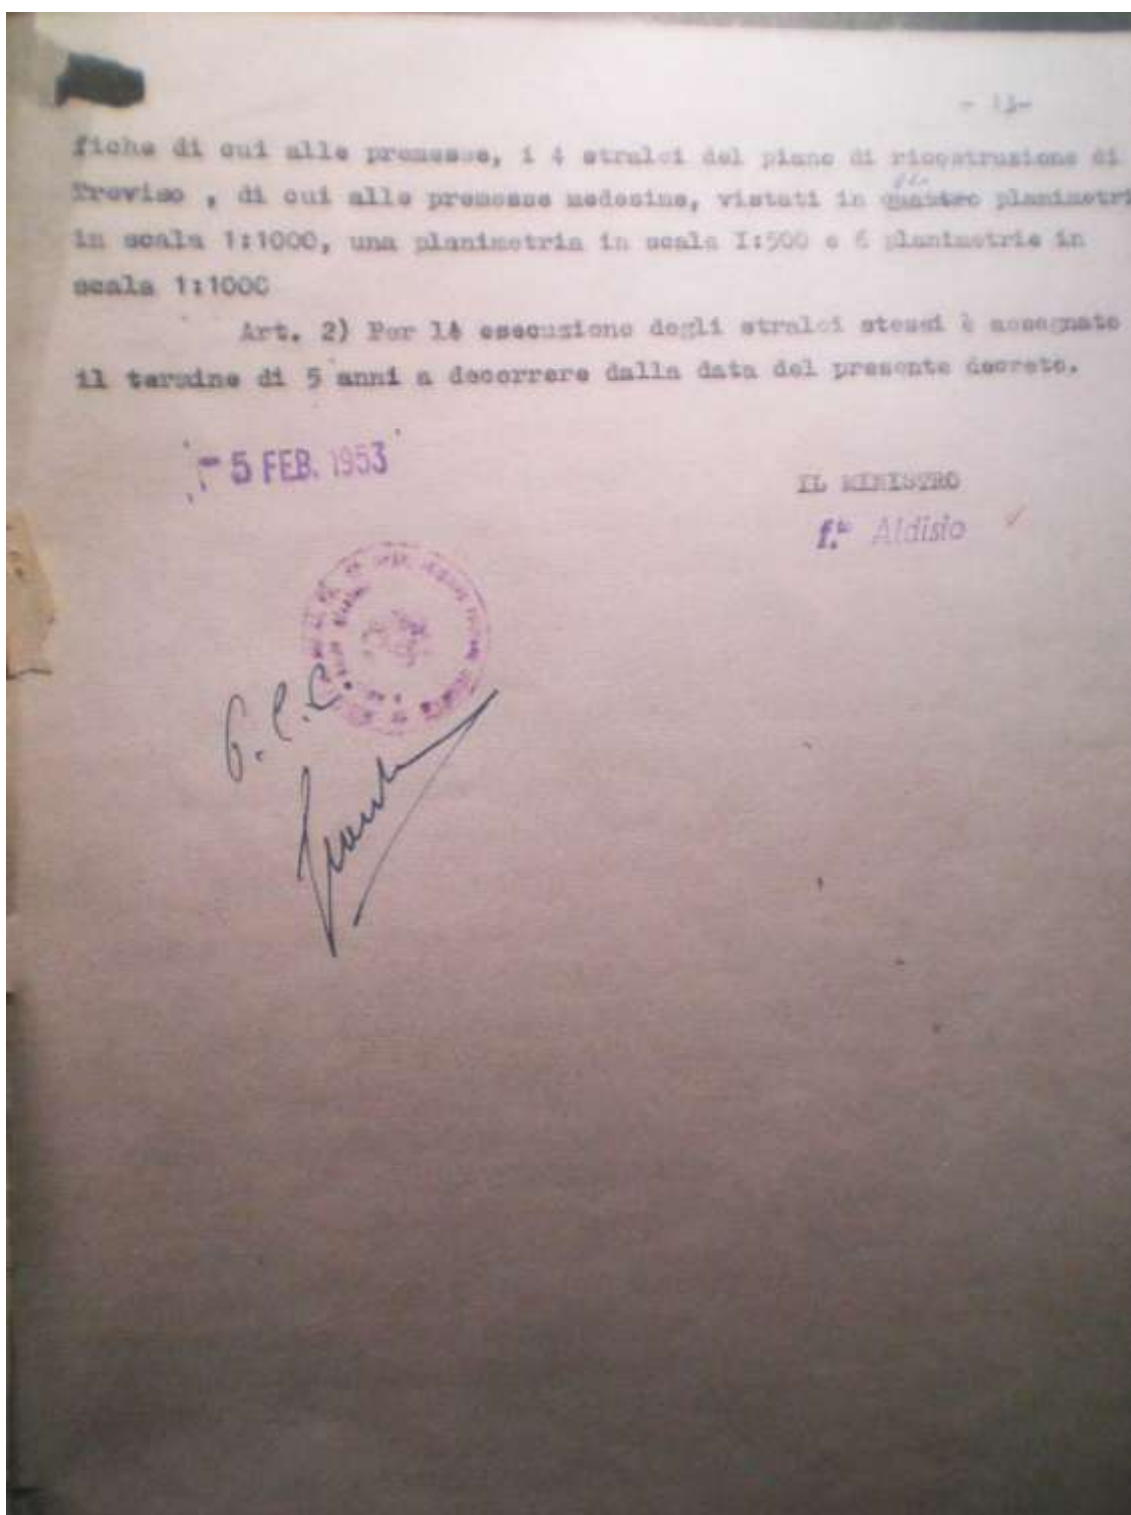 fiche di cui alle premesse, i 4 stralci del piano di ricostruzione di
Treviso , di cui alle premesse medesime, vistati in quattro planimetri
in scala 1:1000, una planimetria in scala I:500 e 6 planimetrie in
scala 1:1000
Art. 2) Per la esecuzione degli stralci stessi è assegnato
il termine di 5 anni a decorrere dalla data del presente decreto.
- 5 FEB. 1953
IL MINISTRO
f.to Aldisio
P.C.C.